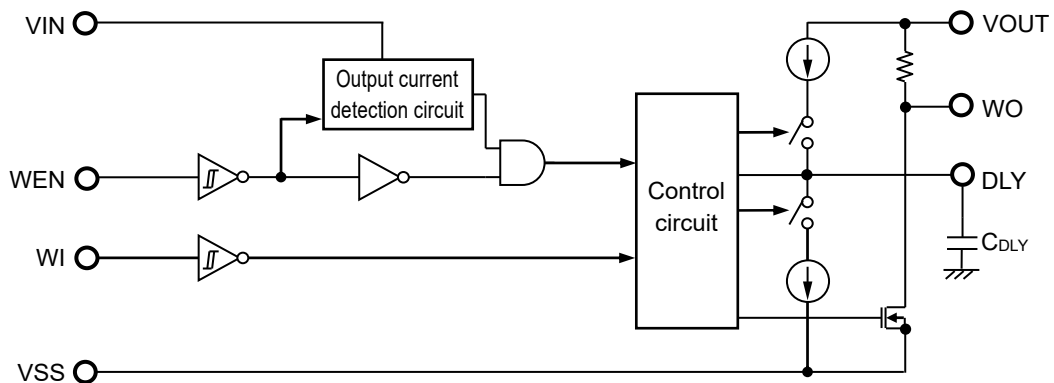 VIN
VOUT
Output current
detection circuit
WO
WEN
DLY
Control
circuit
WI
CDLY
VSS